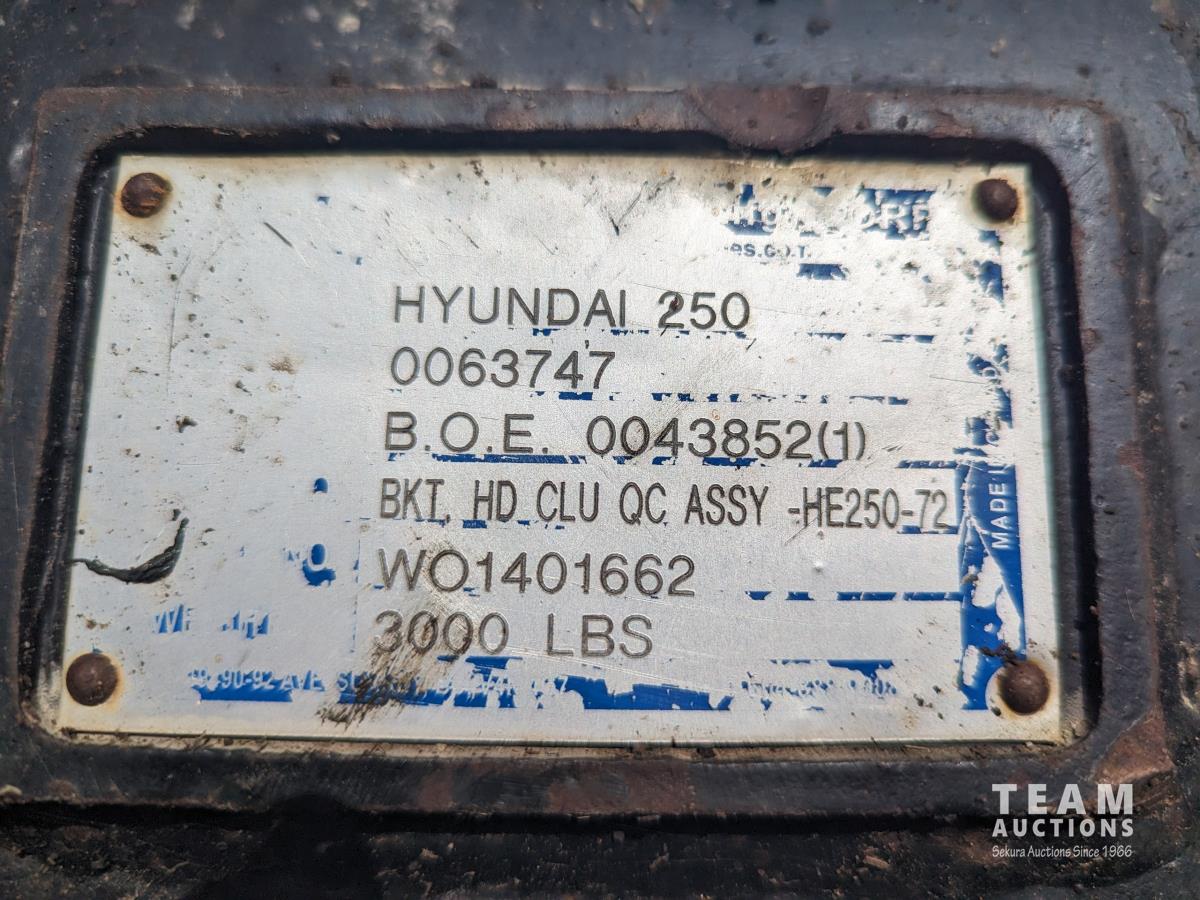 HYUNDAI 250
0063747
B.O.E. 0043852(1)
BKT, HD CLU QC ASSY -HE250-72
WO1401662
3000 LBS
MADE
TEAM
AUCTIONS
Sekura Auctions Since 1966